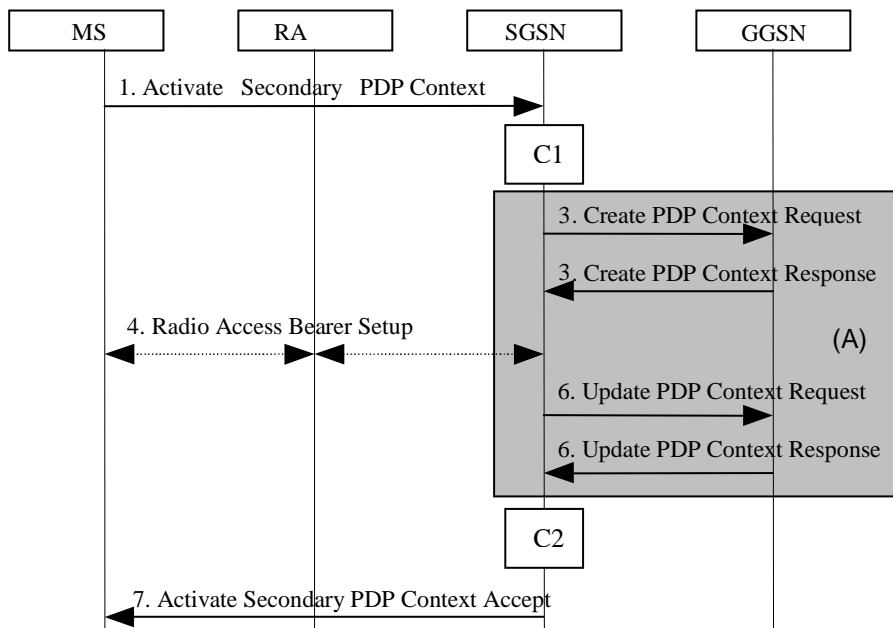 MS RA SGSN GGSN
1. Activate Secondary PDP Context
C1
3. Create PDP Context Request
3. Create PDP Context Response
4. Radio Access Bearer Setup
(A)
6. Update PDP Context Request
6. Update PDP Context Response
C2
7. Activate Secondary PDP Context Accept